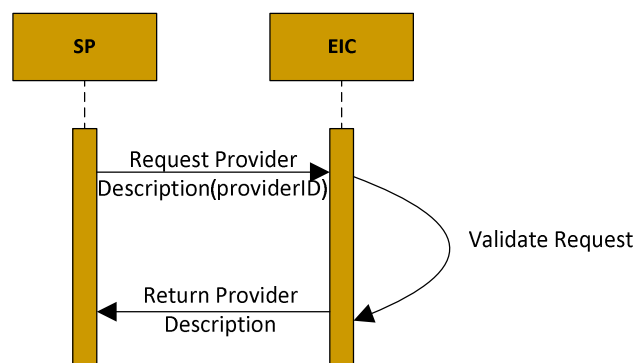 SP
EIC
Request Provider
Description(providerID)
Validate Request
Return Provider
Description